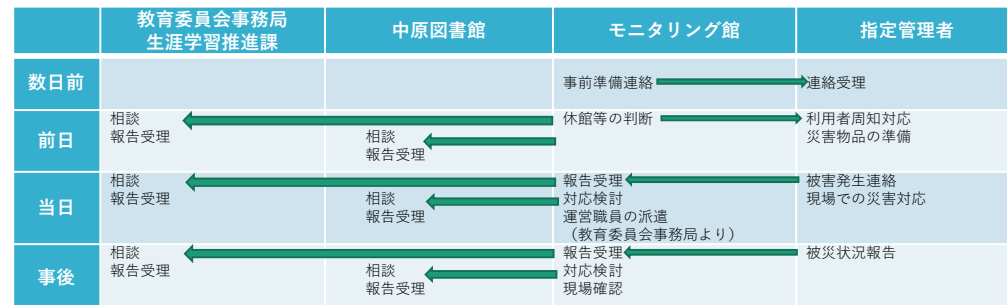 教育委員会事務局
生涯学習推進課
中原図書館
モニタリング館
指定管理者
数日前
事前準備連絡
連絡受理
前日
相談
報告受理
相談
報告受理
休館等の判断
利用者周知対応
災害物品の準備
当日
相談
報告受理
相談
報告受理
報告受理
対応検討
運営職員の派遣
（教育委員会事務局より）
被害発生連絡
現場での災害対応
事後
相談
報告受理
相談
報告受理
報告受理
対応検討
現場確認
被災状況報告